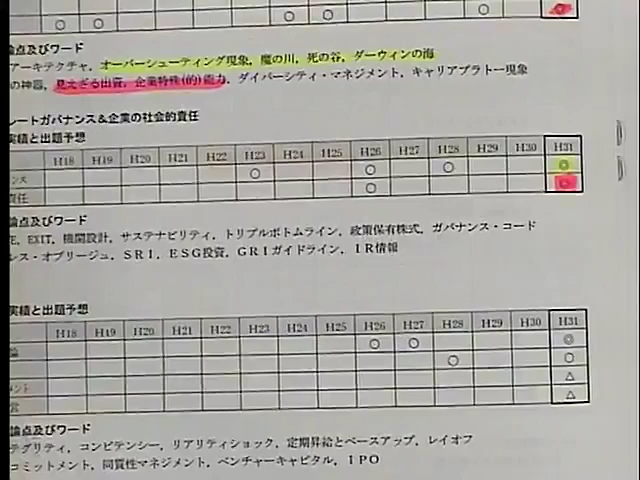 ○ ○ ○ ○ ○ ◎
論点及びワード
アーキテクチャ，オーバーシューティング現象，魔の川，死の谷，ダーウィンの海
の神話，見えざる出資，企業特殊(的)能力，ダイバーシティ・マネジメント，キャリアプラトー現象
レートガバナンス＆企業の社会的責任
実績と出題予想
H18 H19 H20 H21 H22 H23 H24 H25 H26 H27 H28 H29 H30 H31
ンス ○ ○ ○ ◎
責任 ○
論点及びワード
E，EXIT，機関設計，サステナビリティ，トリプルボトムライン，政策保有株式，ガバナンス・コード
レス・オブリージュ，ＳＲＩ，ＥＳＧ投資，ＧＲＩガイドライン，ＩＲ情報
実績と出題予想
H18 H19 H20 H21 H22 H23 H24 H25 H26 H27 H28 H29 H30 H31
論 ○ ○ ◎
○ ○
ント △
営 △
論点及びワード
テグリティ，コンピテンシー，リアリティショック，定期昇給とベースアップ，レイオフ
コミットメント，同質性マネジメント，ベンチャーキャピタル，ＩＰＯ